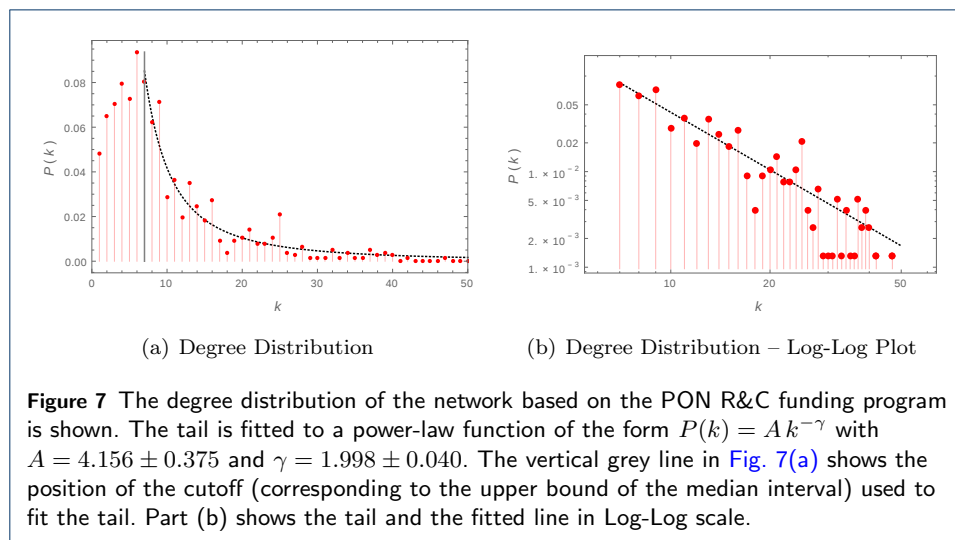 0.08
0.06
0.04
0.02
0.00
P(k)
0 10 20 30 40 50
k
0.05
0.02
1. × 10⁻²
5. × 10⁻³
2. × 10⁻³
1. × 10⁻³
P(k)
10 20 50
k
(a) Degree Distribution
(b) Degree Distribution – Log-Log Plot
Figure 7 The degree distribution of the network based on the PON R&C funding program
is shown. The tail is fitted to a power-law function of the form P(k) = A k^{−γ} with
A = 4.156 ± 0.375 and γ = 1.998 ± 0.040. The vertical grey line in Fig. 7(a) shows the
position of the cutoff (corresponding to the upper bound of the median interval) used to
fit the tail. Part (b) shows the tail and the fitted line in Log-Log scale.